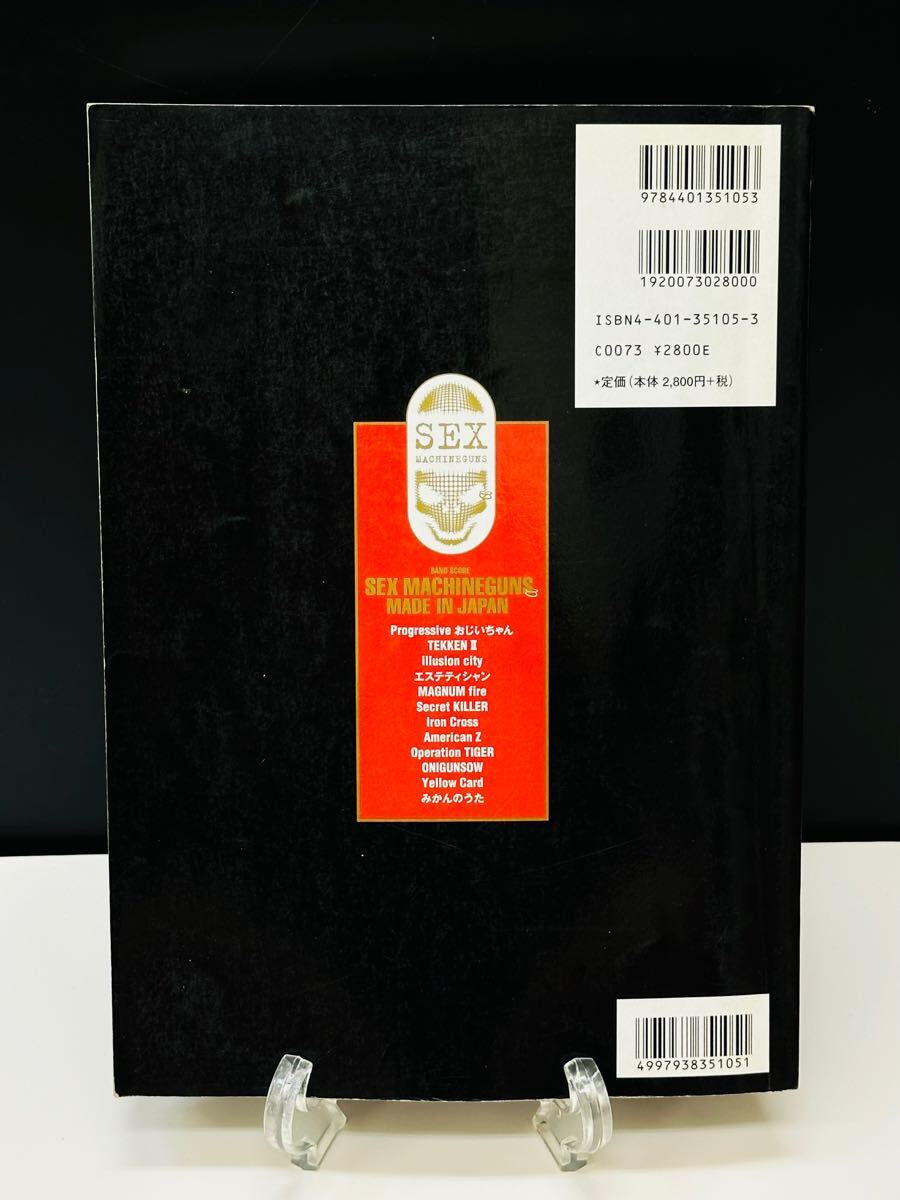 9784401351053
1920073028000
ISBN4-401-35105-3
C0073 ¥2800E
★定価(本体 2,800円+税)
SEX
MACHINEGUNS
BAND SCORE
SEX MACHINEGUNS
MADE IN JAPAN
Progressive おじいちゃん
TEKKEN II
Illusion city
エステティシャン
MAGNUM fire
Secret KILLER
Iron Cross
American Z
Operation TIGER
ONIGUNSOW
Yellow Card
みかんのうた
4997938351051